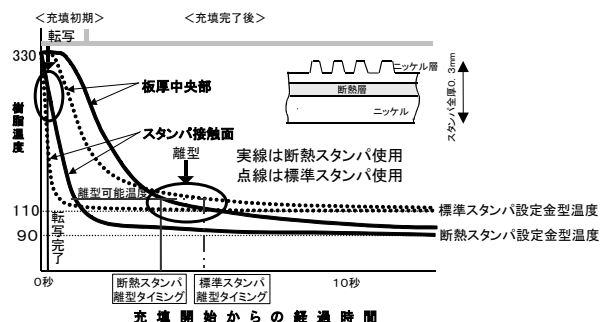 ＜充填初期＞
＜充填完了後＞
転写
330
樹脂温度
板厚中央部
スタンパ接触面
離型
離型可能温度
転写完了
110
90
ニッケル層
断熱層
ニッケル
スタンパ全厚0.3mm
実線は断熱スタンパ使用
点線は標準スタンパ使用
標準スタンパ設定金型温度
断熱スタンパ設定金型温度
0秒
断熱スタンパ
離型タイミング
標準スタンパ
離型タイミング
10秒
充填開始からの経過時間